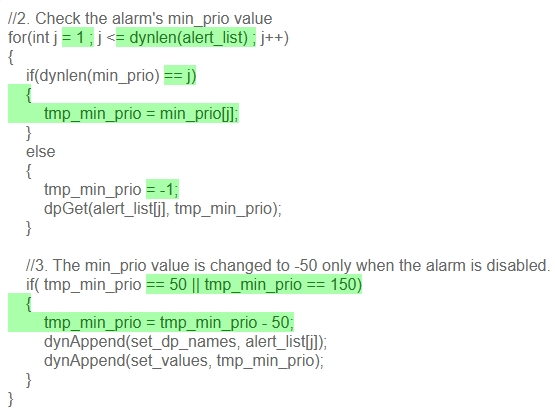 //2. Check the alarm's min_prio value
for(int j = 1 ; j <= dynlen(alert_list) ; j++)
{
if(dynlen(min_prio) == j)
{
tmp_min_prio = min_prio[j];
}
else
{
tmp_min_prio = -1;
dpGet(alert_list[j], tmp_min_prio);
}
//3. The min_prio value is changed to -50 only when the alarm is disabled.
if( tmp_min_prio == 50 || tmp_min_prio == 150)
{
tmp_min_prio = tmp_min_prio - 50;
dynAppend(set_dp_names, alert_list[j]);
dynAppend(set_values, tmp_min_prio);
}
}